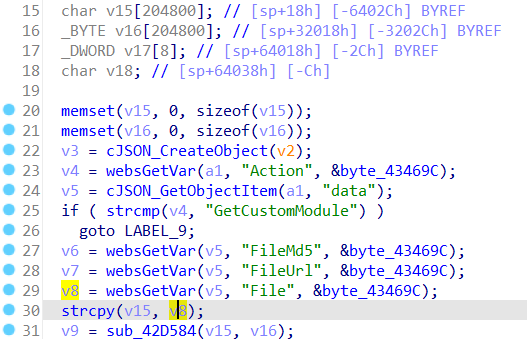 15 char v15[204800]; // [sp+18h] [-6402Ch] BYREF
16 _BYTE v16[204800]; // [sp+32018h] [-3202Ch] BYREF
17 _DWORD v17[8]; // [sp+64018h] [-2Ch] BYREF
18 char v18; // [sp+64038h] [-Ch]
19
20 memset(v15, 0, sizeof(v15));
21 memset(v16, 0, sizeof(v16));
22 v3 = cJSON_CreateObject(v2);
23 v4 = websGetVar(a1, "Action", &byte_43469C);
24 v5 = cJSON_GetObjectItem(a1, "data");
25 if ( strcmp(v4, "GetCustomModule") )
26 goto LABEL_9;
27 v6 = websGetVar(v5, "FileMd5", &byte_43469C);
28 v7 = websGetVar(v5, "FileUrl", &byte_43469C);
29 v8 = websGetVar(v5, "File", &byte_43469C);
30 strcpy(v15, v8);
31 v9 = sub_42D584(v15, v16);